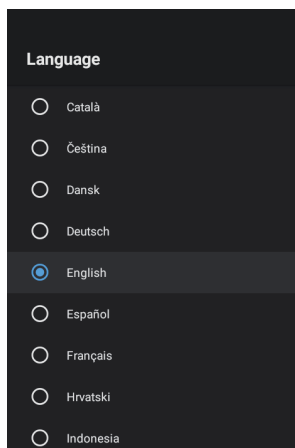 Language
Català
Čeština
Dansk
Deutsch
English
Español
Français
Hrvatski
Indonesia